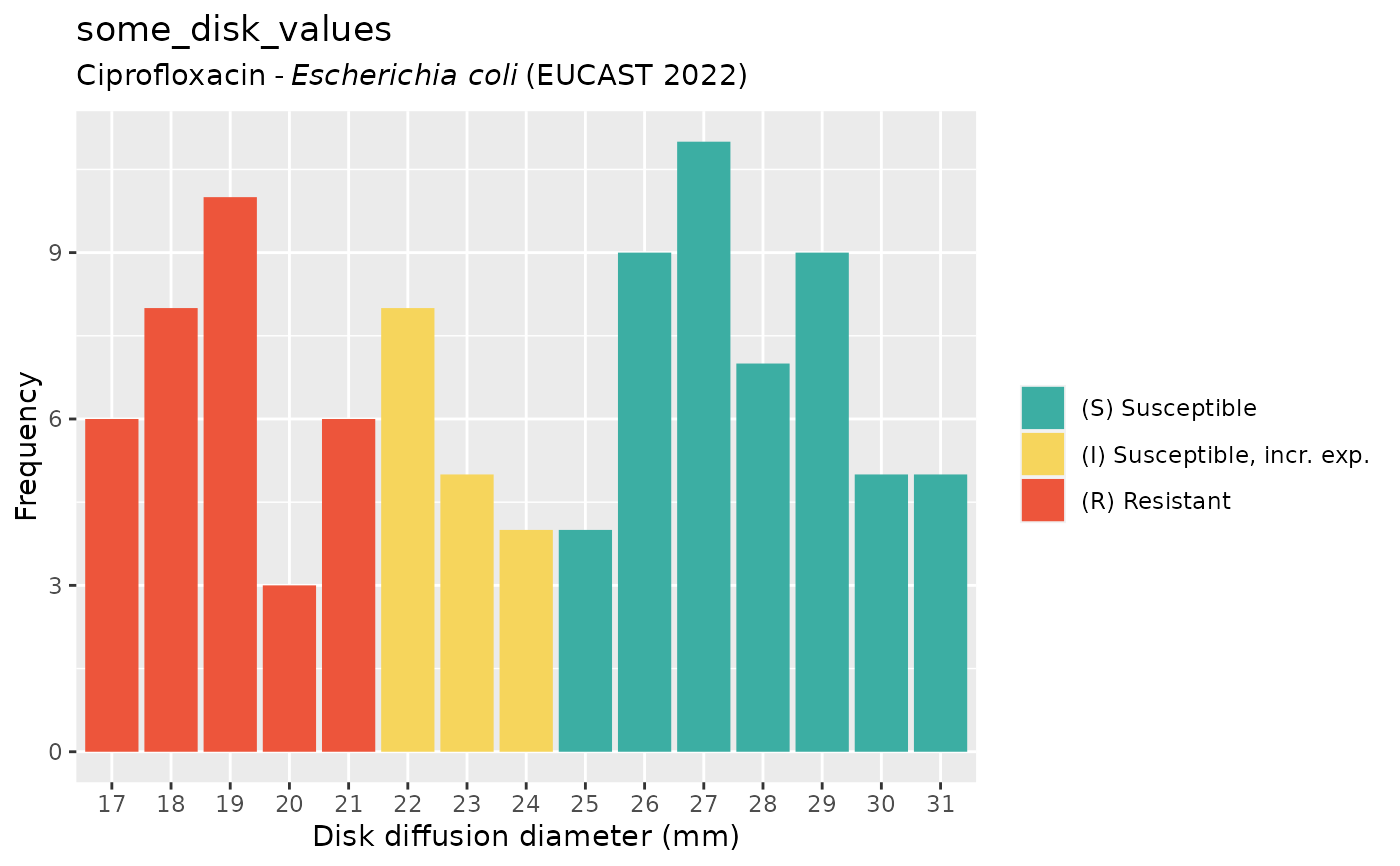 some_disk_values
Ciprofloxacin - Escherichia coli (EUCAST 2022)
Frequency
9
6
3
0
17 18 19 20 21 22 23 24 25 26 27 28 29 30 31
Disk diffusion diameter (mm)
(S) Susceptible
(I) Susceptible, incr. exp.
(R) Resistant